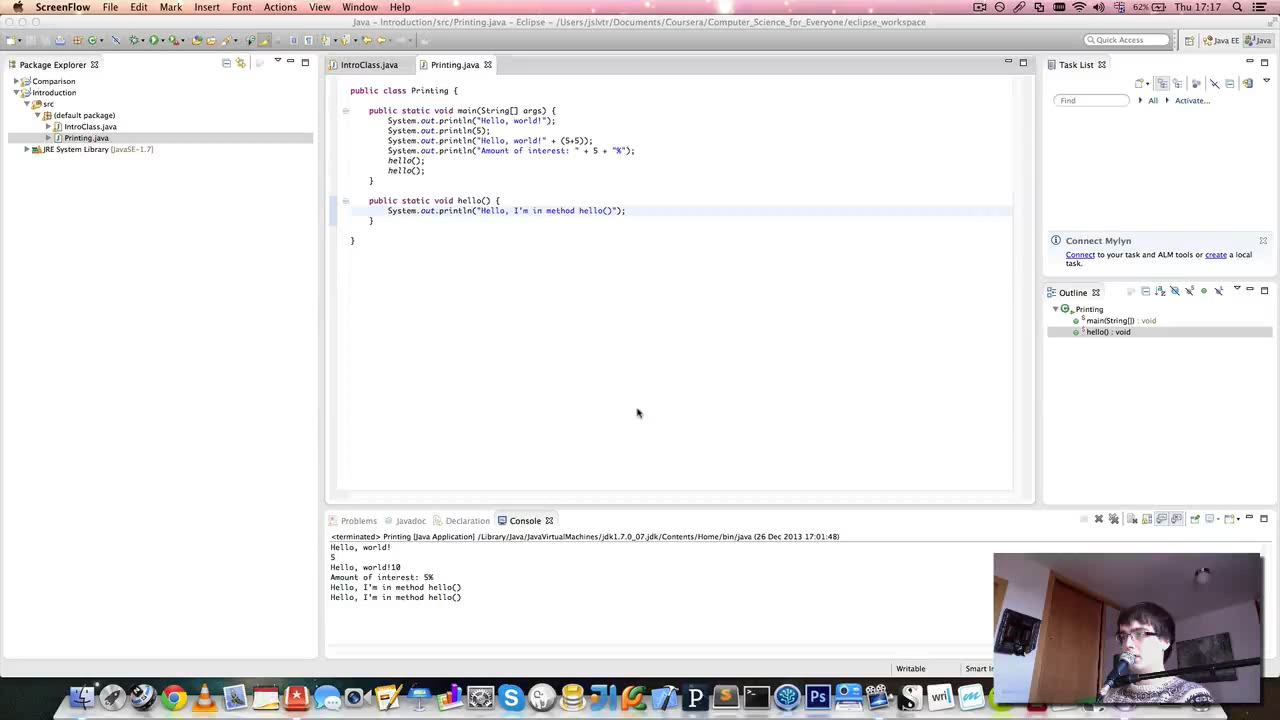 ScreenFlow File Edit Mark Insert Font Actions View Window Help 62% Thu 17:17
Java - Introduction/src/Printing.java - Eclipse - /Users/jslvtr/Documents/Coursera/Computer_Science_for_Everyone/eclipse_workspace
Quick Access Java EE Java
Package Explorer
Comparison
Introduction
src
(default package)
IntroClass.java
Printing.java
JRE System Library [JavaSE-1.7]
IntroClass.java Printing.java
public class Printing {
public static void main(String[] args) {
System.out.println("Hello, world!");
System.out.println(5);
System.out.println("Hello, world!" + (5+5));
System.out.println("Amount of interest: " + 5 + "%");
hello();
hello();
}
public static void hello() {
System.out.println("Hello, I'm in method hello()");
}
}
Task List
Find All Activate...
Connect Mylyn
Connect to your task and ALM tools or create a local
task.
Outline
Printing
main(String[]) : void
hello() : void
Problems Javadoc Declaration Console
<terminated> Printing [Java Application] /Library/Java/JavaVirtualMachines/jdk1.7.0_07.jdk/Contents/Home/bin/java (26 Dec 2013 17:01:48)
Hello, world!
5
Hello, world!10
Amount of interest: 5%
Hello, I'm in method hello()
Hello, I'm in method hello()
Writable Smart In